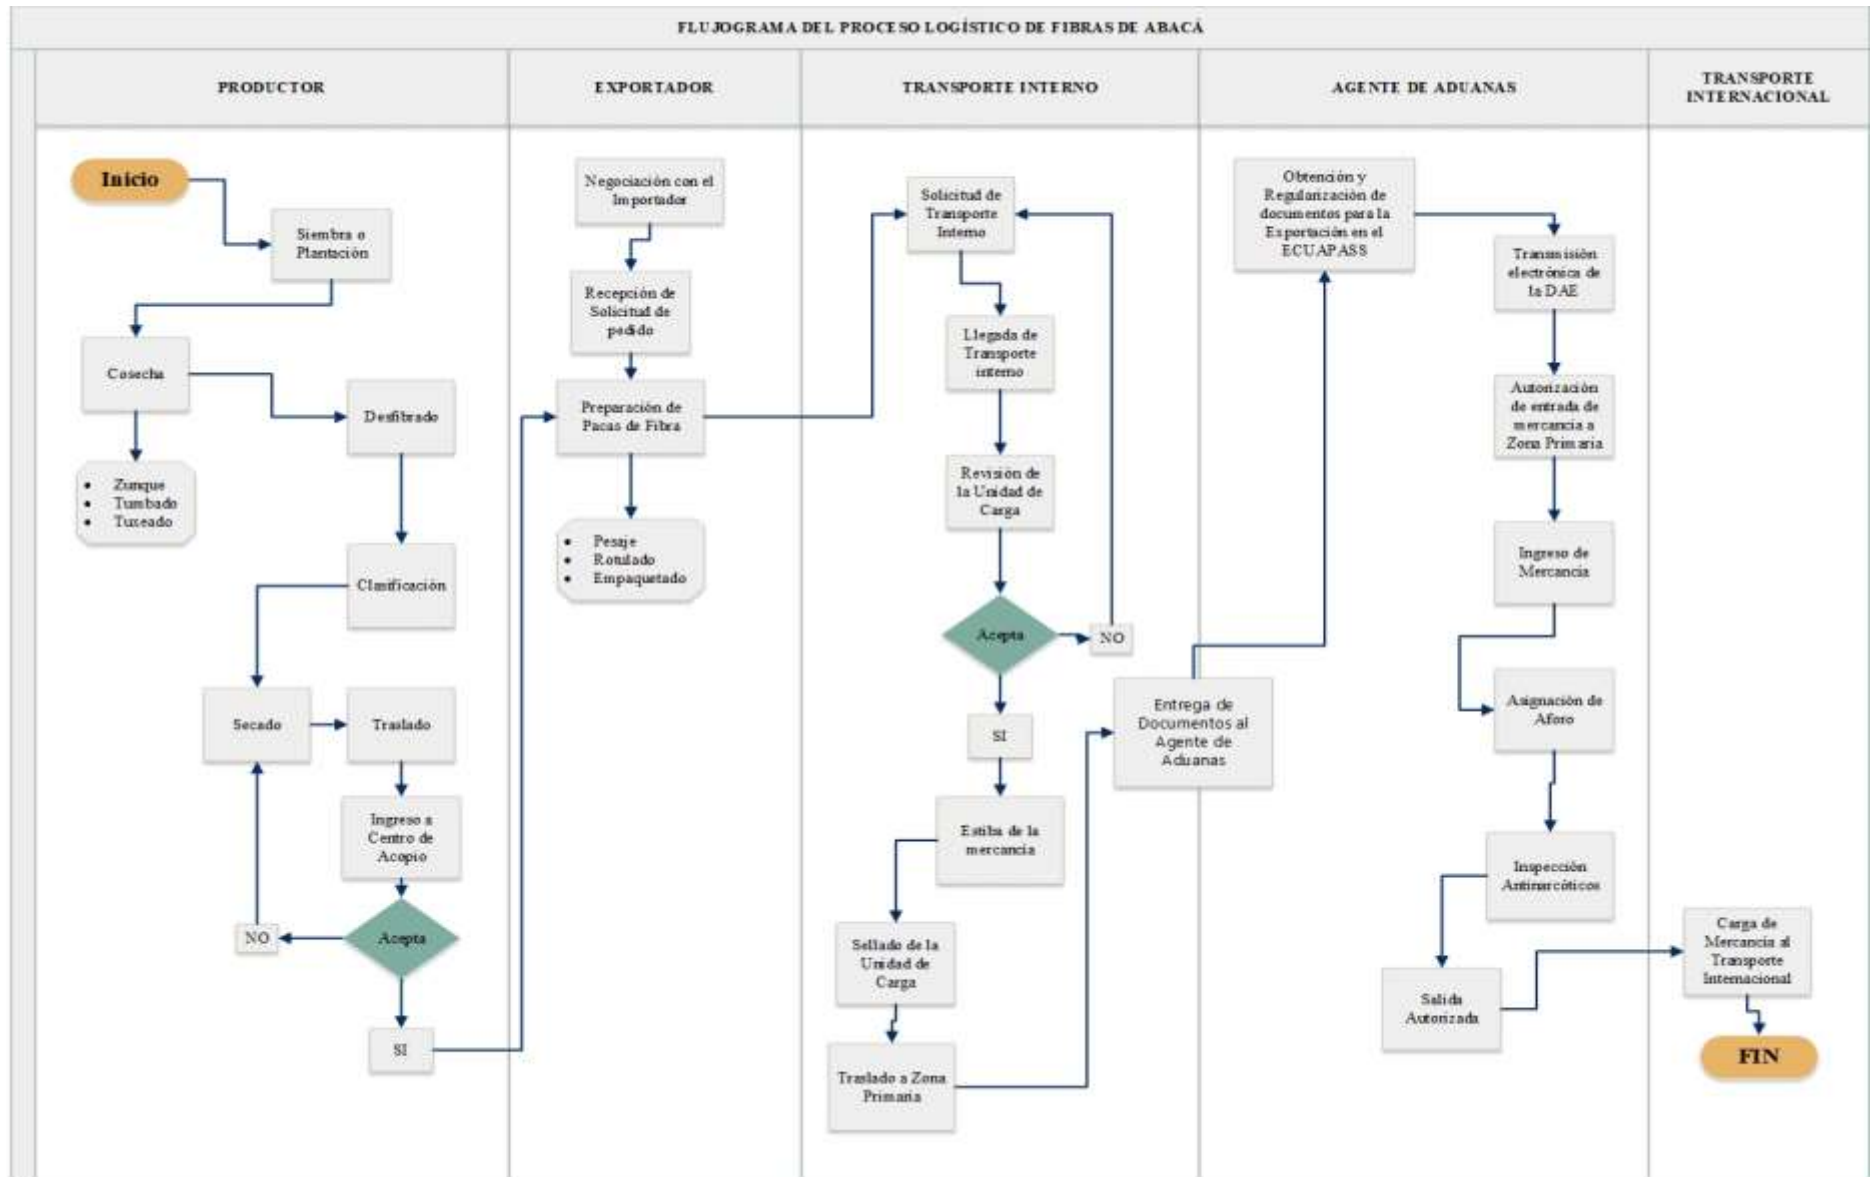 FLUJOGRAMA DEL PROCESO LOGÍSTICO DE FIBRAS DE ABACÁ
PRODUCTOR
EXPORTADOR
TRANSPORTE INTERNO
AGENTE DE ADUANAS
TRANSPORTE
INTERNACIONAL
Inicio
Siembra o
Plantación
Cosecha
• Zunque
• Tumbado
• Tuxeado
Desfibrado
Clasificación
Secado
Traslado
Ingreso a
Centro de
Acopio
Acepta
NO
SI
Negociación con el
Importador
Recepción de
Solicitud de
pedido
Preparación de
Pacas de Fibra
• Pesaje
• Rotulado
• Empaquetado
Solicitud de
Transporte
Interno
Llegada de
Transporte
interno
Revisión de
la Unidad de
Carga
Acepta
NO
SI
Estiba de la
mercancía
Sellado de la
Unidad de
Carga
Traslado a Zona
Primaria
Entrega de
Documentos al
Agente de
Aduanas
Obtención y
Regularización de
documentos para la
Exportación en el
ECUAPASS
Transmisión
electrónica de
la DAE
Autorización
de entrada de
mercancía a
Zona Primaria
Ingreso de
Mercancía
Asignación de
Aforo
Inspección
Antinarcóticos
Salida
Autorizada
Carga de
Mercancía al
Transporte
Internacional
FIN